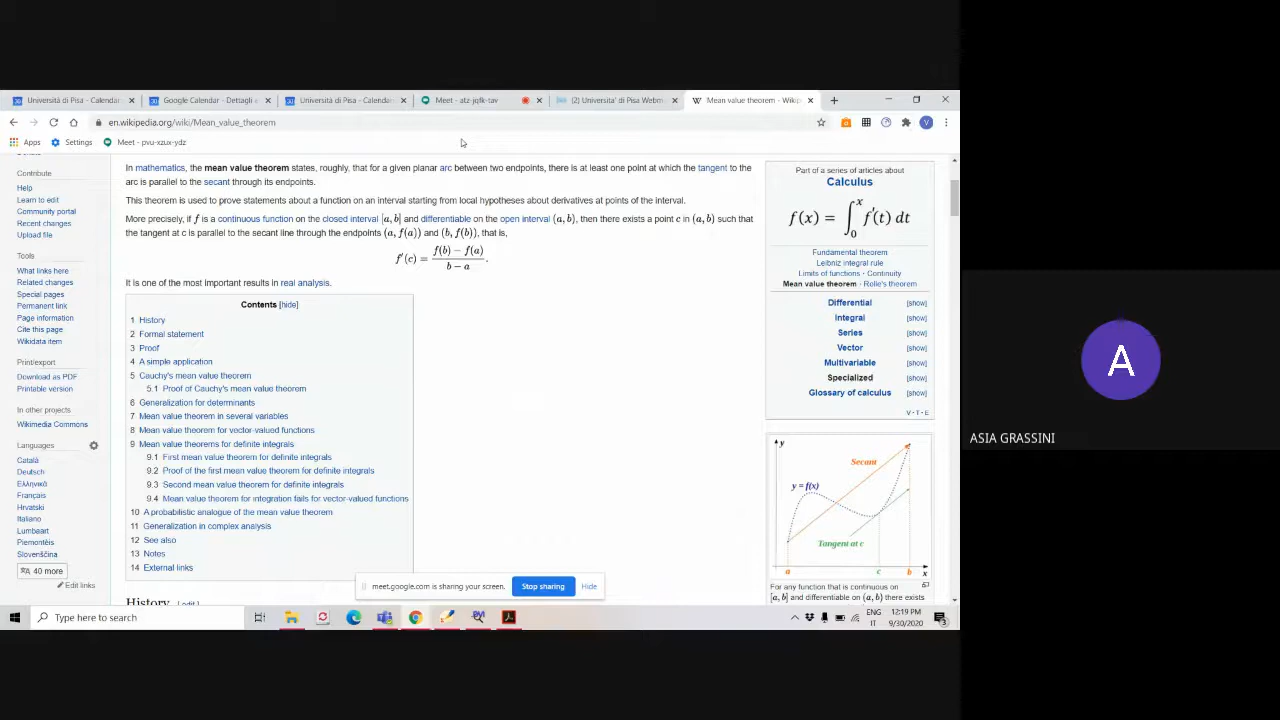 Università di Pisa - Calendar
Google Calendar - Dettagli e
Università di Pisa - Calendar
Meet - atz-jqfk-tav
(2) Universita' di Pisa Webm
Mean value theorem - Wikip
en.wikipedia.org/wiki/Mean_value_theorem
Apps
Settings
Meet - pvu-xzux-ydz
Contribute
Help
Learn to edit
Community portal
Recent changes
Upload file
Tools
What links here
Related changes
Special pages
Permanent link
Page information
Cite this page
Wikidata item
Print/export
Download as PDF
Printable version
In other projects
Wikimedia Commons
Languages
Català
Deutsch
Ελληνικά
Français
Hrvatski
Italiano
Lumbaart
Piemontèis
Slovenščina
40 more
Edit links
In mathematics, the mean value theorem states, roughly, that for a given planar arc between two endpoints, there is at least one point at which the tangent to the
arc is parallel to the secant through its endpoints.
This theorem is used to prove statements about a function on an interval starting from local hypotheses about derivatives at points of the interval.
More precisely, if f is a continuous function on the closed interval [a, b] and differentiable on the open interval (a, b), then there exists a point c in (a, b) such that
the tangent at c is parallel to the secant line through the endpoints (a, f(a)) and (b, f(b)), that is,
f′(c) = f(b) − f(a) / b − a .
It is one of the most important results in real analysis.
Contents [hide]
1 History
2 Formal statement
3 Proof
4 A simple application
5 Cauchy's mean value theorem
5.1 Proof of Cauchy's mean value theorem
6 Generalization for determinants
7 Mean value theorem in several variables
8 Mean value theorem for vector-valued functions
9 Mean value theorems for definite integrals
9.1 First mean value theorem for definite integrals
9.2 Proof of the first mean value theorem for definite integrals
9.3 Second mean value theorem for definite integrals
9.4 Mean value theorem for integration fails for vector-valued functions
10 A probabilistic analogue of the mean value theorem
11 Generalization in complex analysis
12 See also
13 Notes
14 External links
History [edit]
Part of a series of articles about
Calculus
f(x) = ∫₀ˣ f′(t) dt
Fundamental theorem
Leibniz integral rule
Limits of functions · Continuity
Mean value theorem · Rolle's theorem
Differential [show]
Integral [show]
Series [show]
Vector [show]
Multivariable [show]
Specialized [show]
Glossary of calculus [show]
V · T · E
y
Secant
y = f(x)
Tangent at c
a
c
b
x
For any function that is continuous on
[a, b] and differentiable on (a, b) there exists
meet.google.com is sharing your screen.
Stop sharing
Hide
Type here to search
ENG
IT
12:19 PM
9/30/2020
3
V
A
ASIA GRASSINI